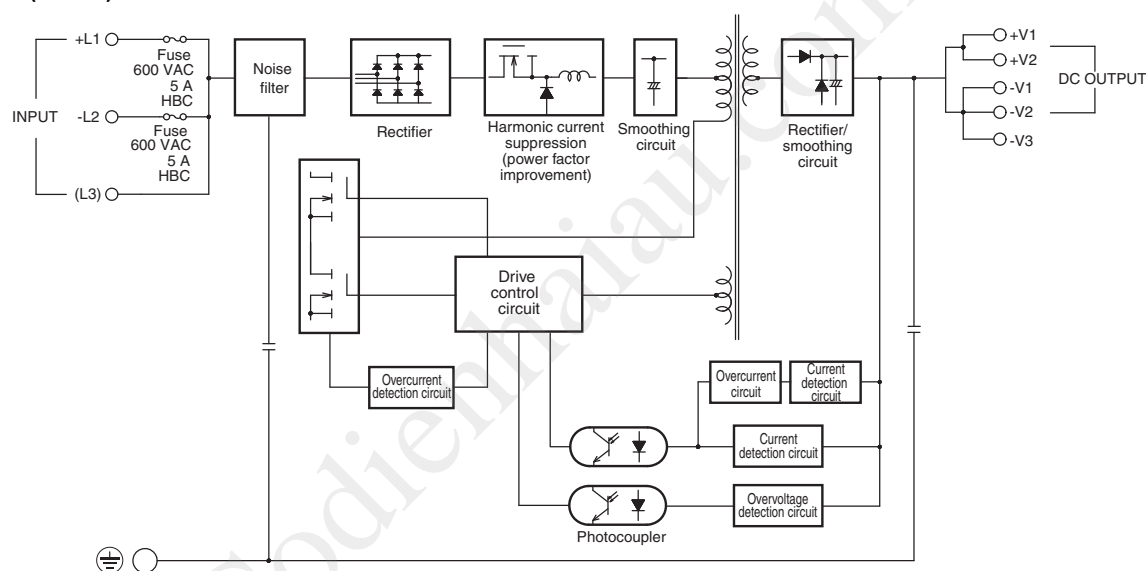 +L1
Fuse
600 VAC
5 A
HBC
INPUT
-L2
Fuse
600 VAC
5 A
HBC
(L3)
Noise
filter
Rectifier
Harmonic current
suppression
(power factor
improvement)
Smoothing
circuit
Rectifier/
smoothing
circuit
+V1
+V2
-V1
-V2
-V3
DC OUTPUT
Drive
control
circuit
Overcurrent
detection circuit
Overcurrent
circuit
Current
detection
circuit
Current
detection circuit
Overvoltage
detection circuit
Photocoupler